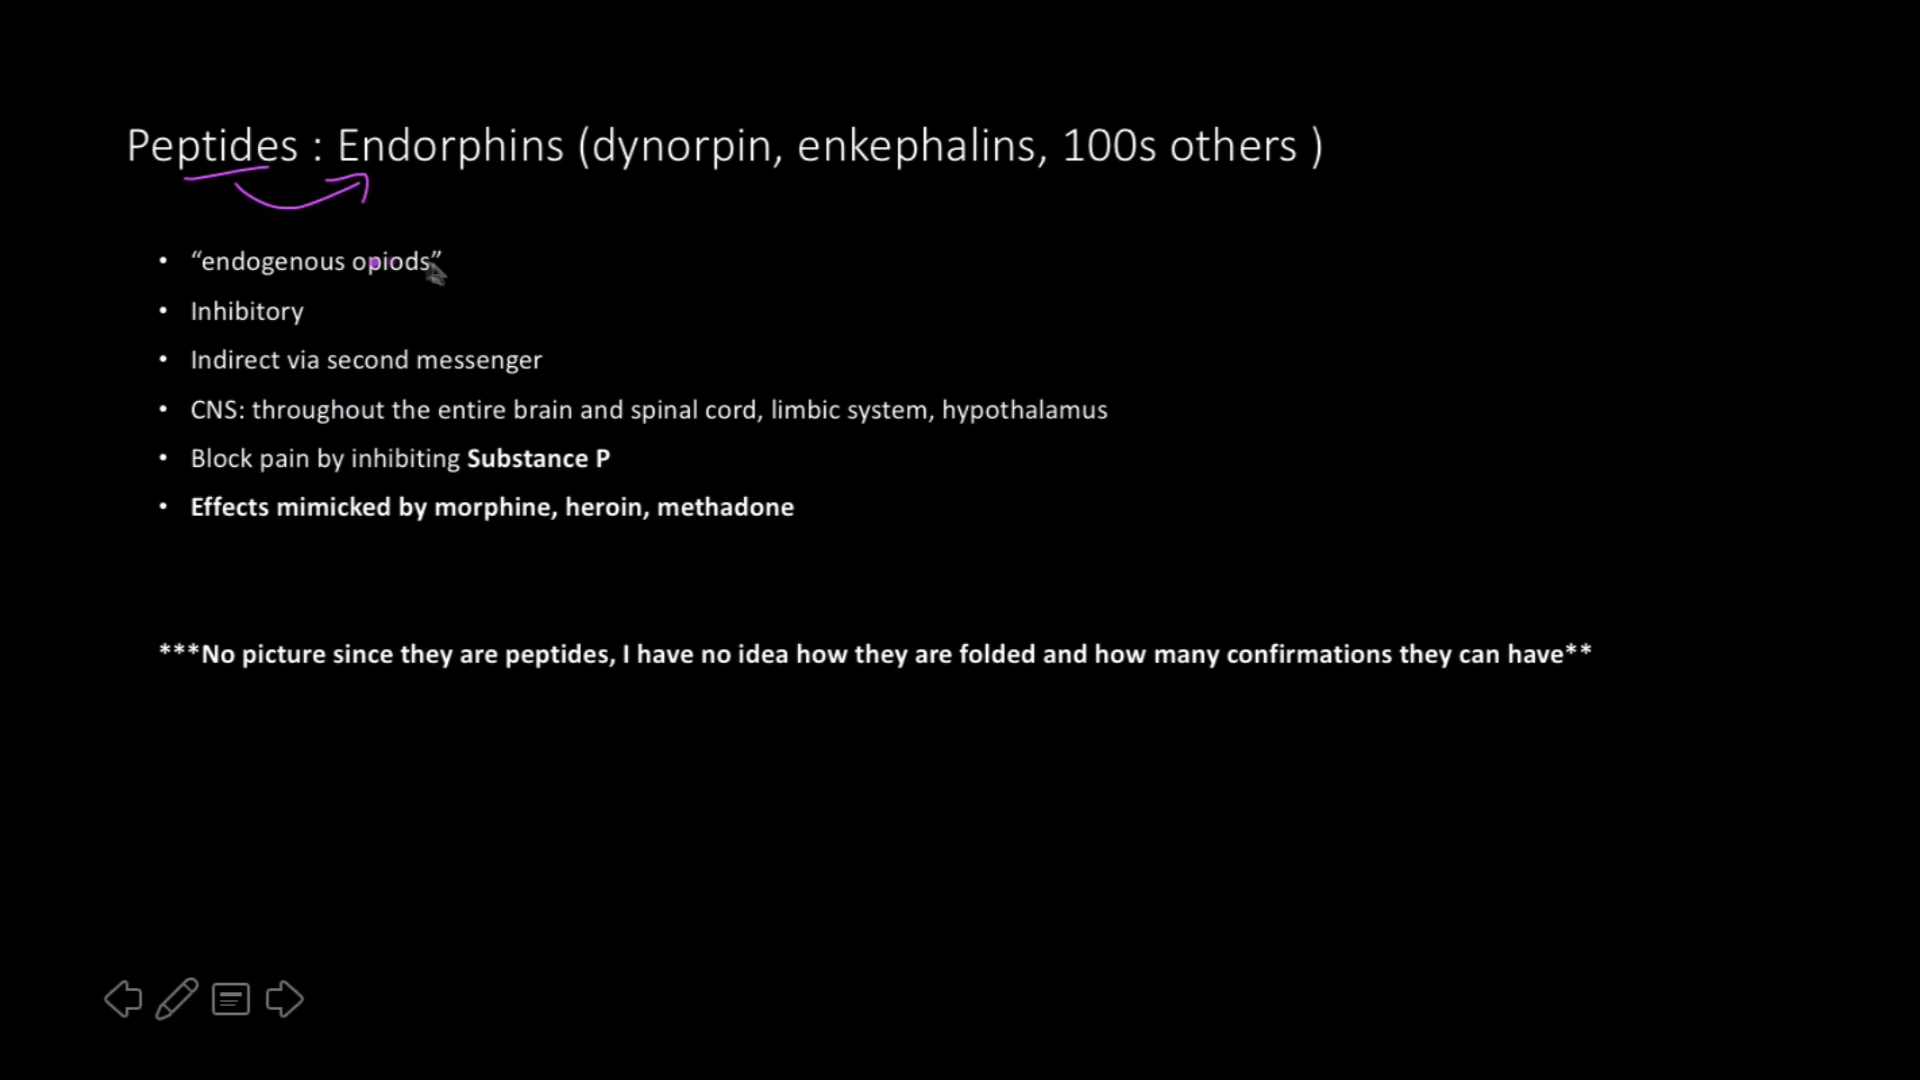 Peptides : Endorphins (dynorpin, enkephalins, 100s others )
• “endogenous opiods”
• Inhibitory
• Indirect via second messenger
• CNS: throughout the entire brain and spinal cord, limbic system, hypothalamus
• Block pain by inhibiting Substance P
• Effects mimicked by morphine, heroin, methadone
***No picture since they are peptides, I have no idea how they are folded and how many confirmations they can have**